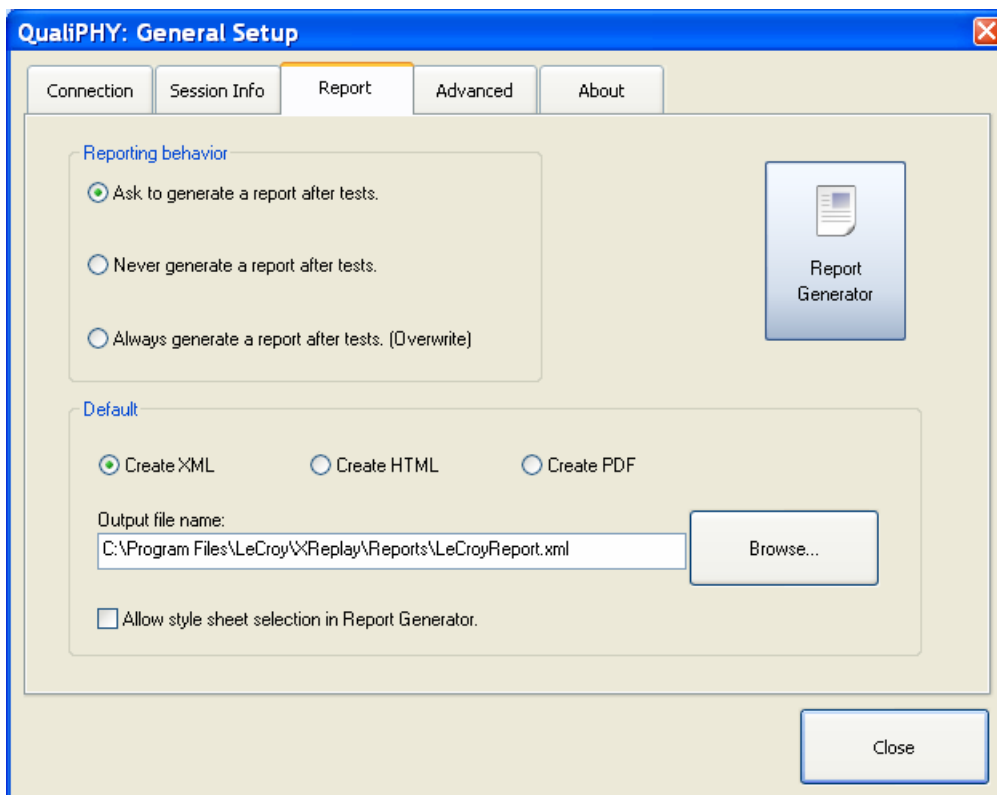 QualiPHY: General Setup
Connection
Session Info
Report
Advanced
About
Reporting behavior
Ask to generate a report after tests.
Never generate a report after tests.
Always generate a report after tests. (Overwrite)
Report
Generator
Default
Create XML
Create HTML
Create PDF
Output file name:
C:\Program Files\LeCroy\XReplay\Reports\LeCroyReport.xml
Browse...
Allow style sheet selection in Report Generator.
Close